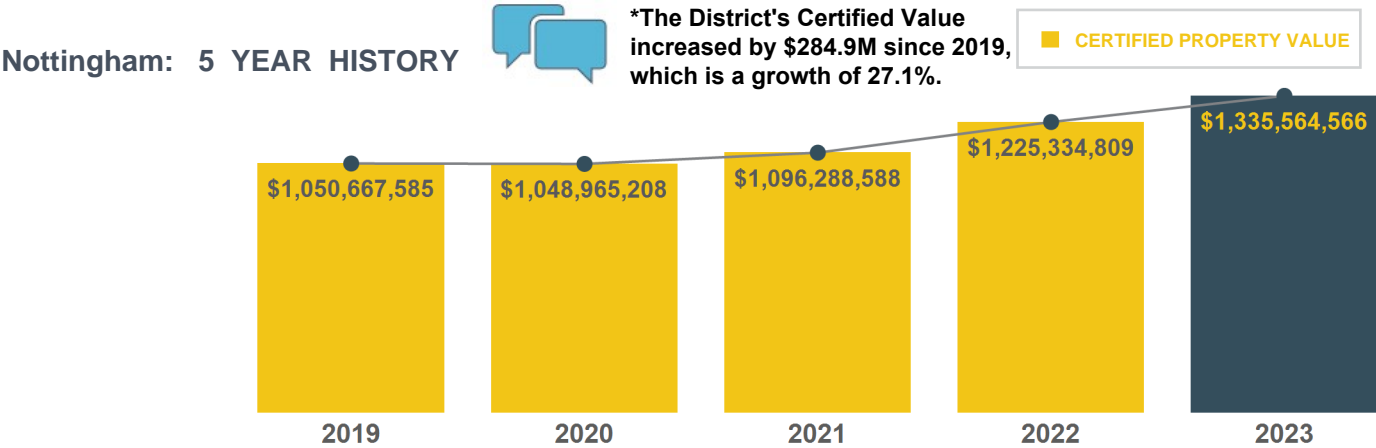 Nottingham: 5 YEAR HISTORY
*The District's Certified Value
increased by $284.9M since 2019,
which is a growth of 27.1%.
CERTIFIED PROPERTY VALUE
$1,050,667,585
$1,048,965,208
$1,096,288,588
$1,225,334,809
$1,335,564,566
2019
2020
2021
2022
2023